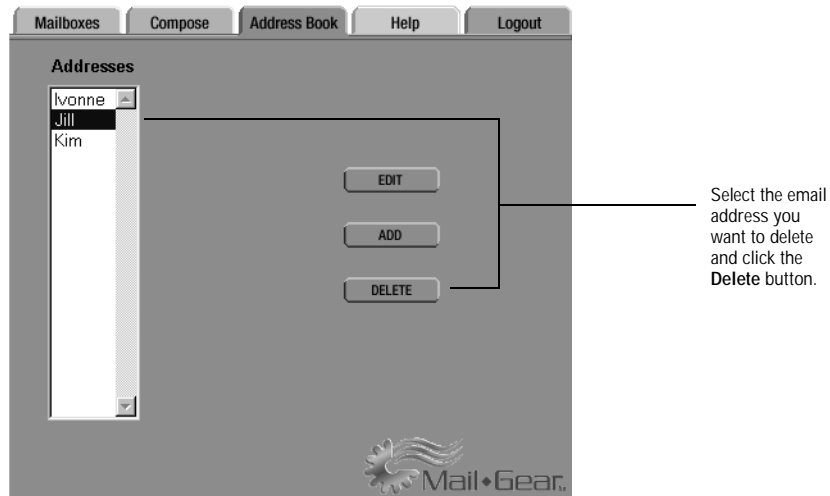 Mailboxes Compose Address Book Help Logout
Addresses
Ivonne
Jill
Kim
EDIT
ADD
DELETE
Select the email
address you
want to delete
and click the
Delete button.
Mail•Gear